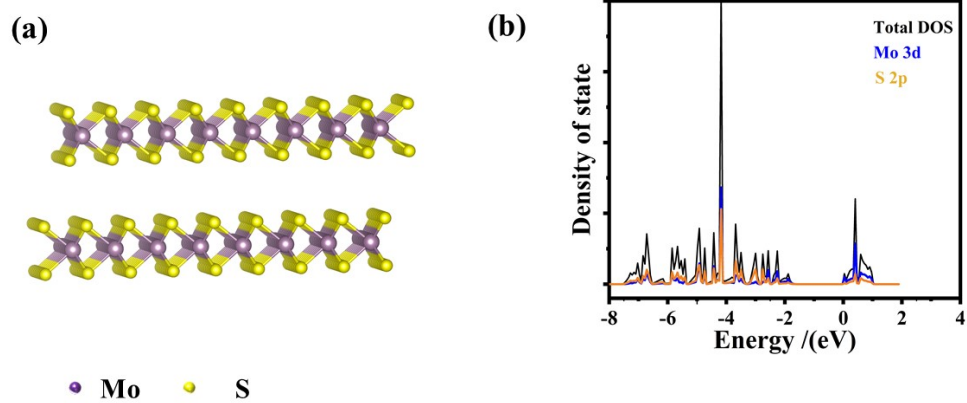 (a)
Mo S
(b)
Total DOS
Mo 3d
S 2p
Density of state
-8 -6 -4 -2 0 2 4
Energy /(eV)